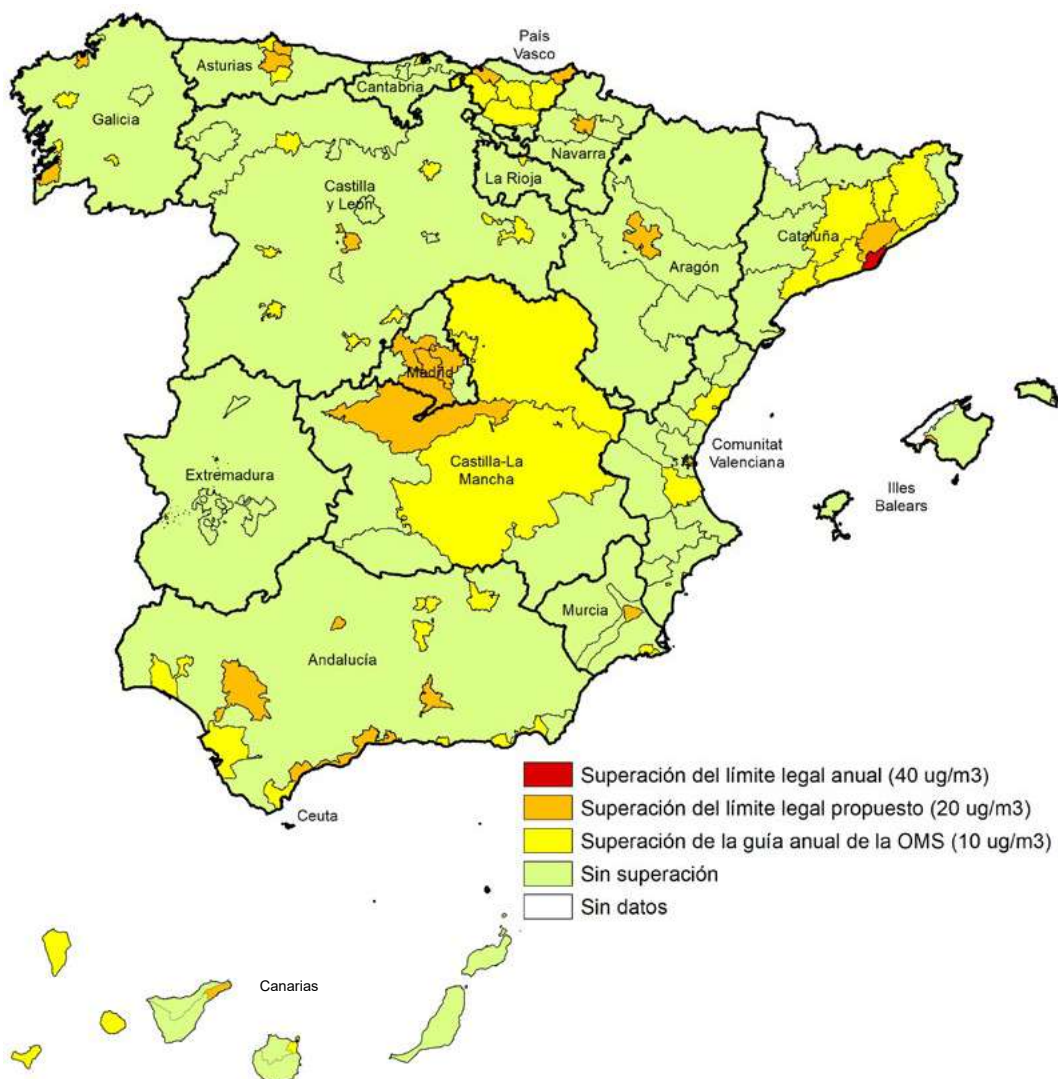 País
Vasco
Asturias
Cantabria
Galicia
Navarra
La Rioja
Castilla
y León
Cataluña
Aragón
Madrid
Comunitat
Valenciana
Castilla-La
Mancha
Extremadura
Illes
Balears
Murcia
Andalucía
Ceuta
Superación del límite legal anual (40 ug/m3)
Superación del límite legal propuesto (20 ug/m3)
Superación de la guía anual de la OMS (10 ug/m3)
Sin superación
Sin datos
Canarias